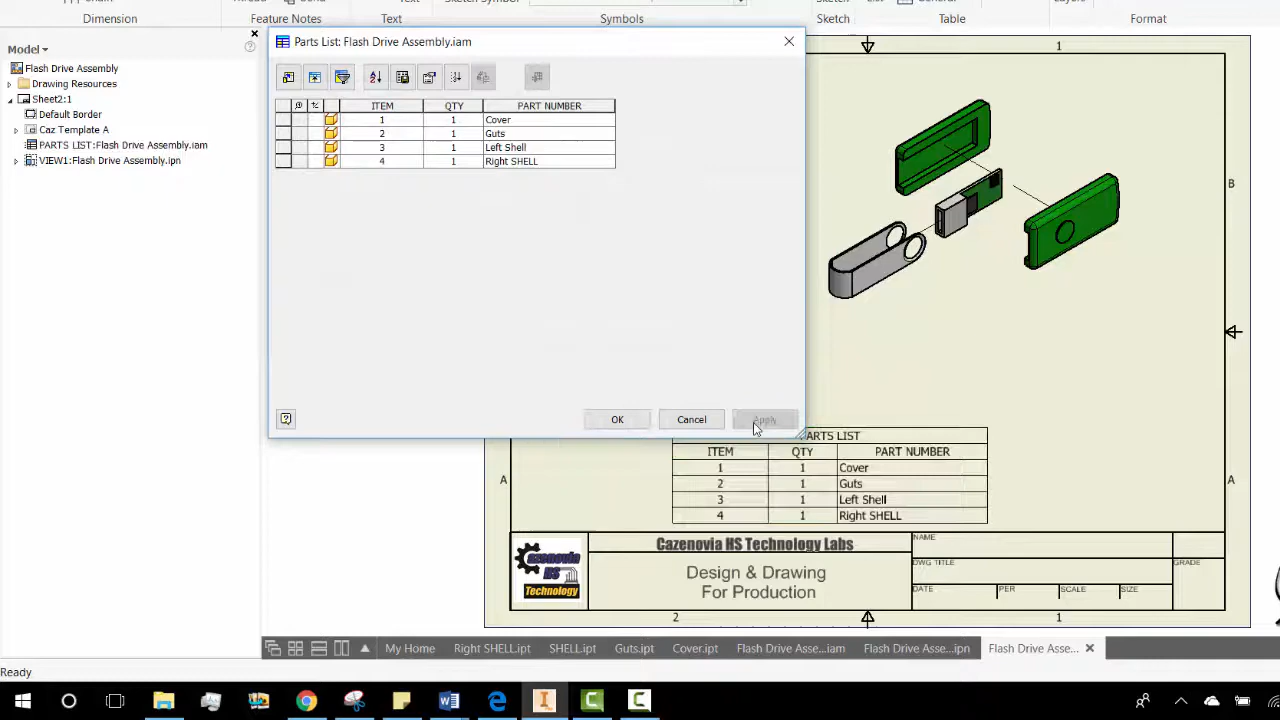 Dimension
Feature Notes
Text
Symbols
Sketch
Table
Format
Parts List: Flash Drive Assembly.iam
Model
Flash Drive Assembly
Drawing Resources
Sheet2:1
Default Border
Caz Template A
PARTS LIST:Flash Drive Assembly.iam
VIEW1:Flash Drive Assembly.ipn
ITEM QTY PART NUMBER
1 1 Cover
2 1 Guts
3 1 Left Shell
4 1 Right SHELL
OK Cancel Apply
1
B
A
A
PARTS LIST
ITEM QTY PART NUMBER
1 1 Cover
2 1 Guts
3 1 Left Shell
4 1 Right SHELL
Cazenovia HS Technology
Cazenovia HS Technology Labs
Design & Drawing
For Production
NAME
DWG TITLE
GRADE
DATE PER SCALE SIZE
2 1
My Home Right SHELL.ipt SHELL.ipt Guts.ipt Cover.ipt Flash Drive Asse...iam Flash Drive Asse...ipn Flash Drive Asse...
Ready